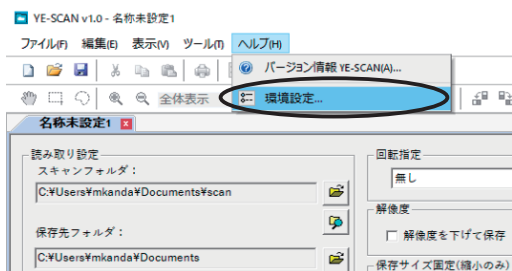 YE-SCAN v1.0 - 名称未設定1
ファイル(F) 編集(E) 表示(V) ツール(T) ヘルプ(H)
バージョン情報 YE-SCAN(A)...
全体表示 環境設定...
名称未設定1
読み取り設定 回転指定
スキャンフォルダ： 無し
C:¥Users¥mkanda¥Documents¥scan
解像度
保存先フォルダ： 解像度を下げて保存
C:¥Users¥mkanda¥Documents
保存サイズ固定(縮小のみ)